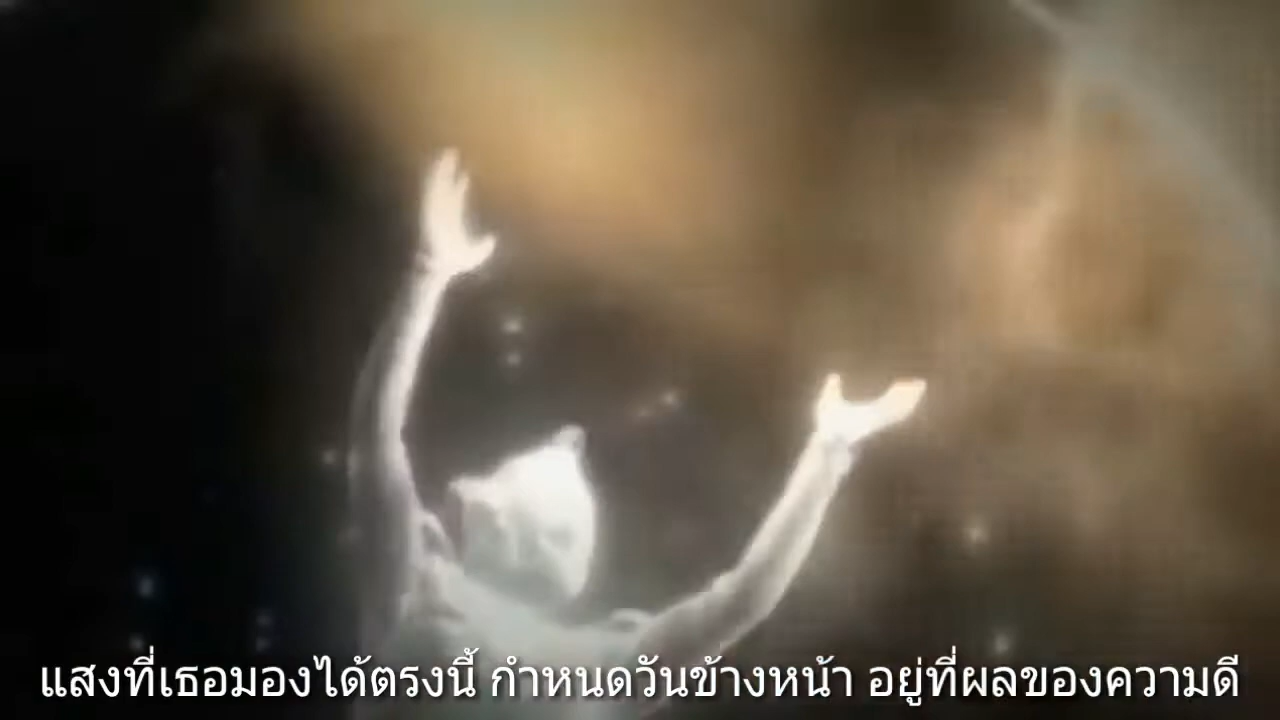 แสงที่เธอมองได้ตรงนี้ กำหนดวันข้างหน้า อยู่ที่ผลของความดี